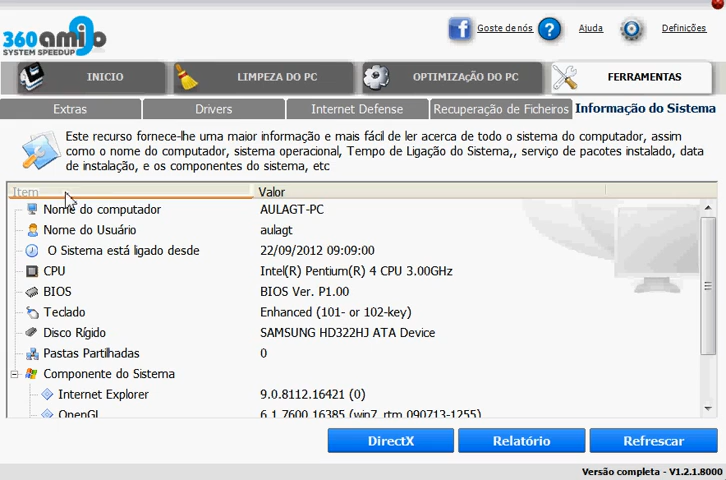 360amigo
SYSTEM SPEEDUP
Goste de nós
Ajuda
Definições
INICIO
LIMPEZA DO PC
OPTIMIZAÇÃO DO PC
FERRAMENTAS
Extras
Drivers
Internet Defense
Recuperação de Ficheiros
Informação do Sistema
Este recurso fornece-lhe uma maior informação e mais fácil de ler acerca de todo o sistema do computador, assim
como o nome do computador, sistema operacional, Tempo de Ligação do Sistema,, serviço de pacotes instalado, data
de instalação, e os componentes do sistema, etc
Item Valor
Nome do computador AULAGT-PC
Nome do Usuário aulagt
O Sistema está ligado desde 22/09/2012 09:09:00
CPU Intel(R) Pentium(R) 4 CPU 3.00GHz
BIOS BIOS Ver. P1.00
Teclado Enhanced (101- or 102-key)
Disco Rígido SAMSUNG HD322HJ ATA Device
Pastas Partilhadas 0
Componente do Sistema
Internet Explorer 9.0.8112.16421 (0)
OpenGL 6.1.7600.16385 (win7_rtm.090713-1255)
DirectX
Relatório
Refrescar
Versão completa - V1.2.1.8000